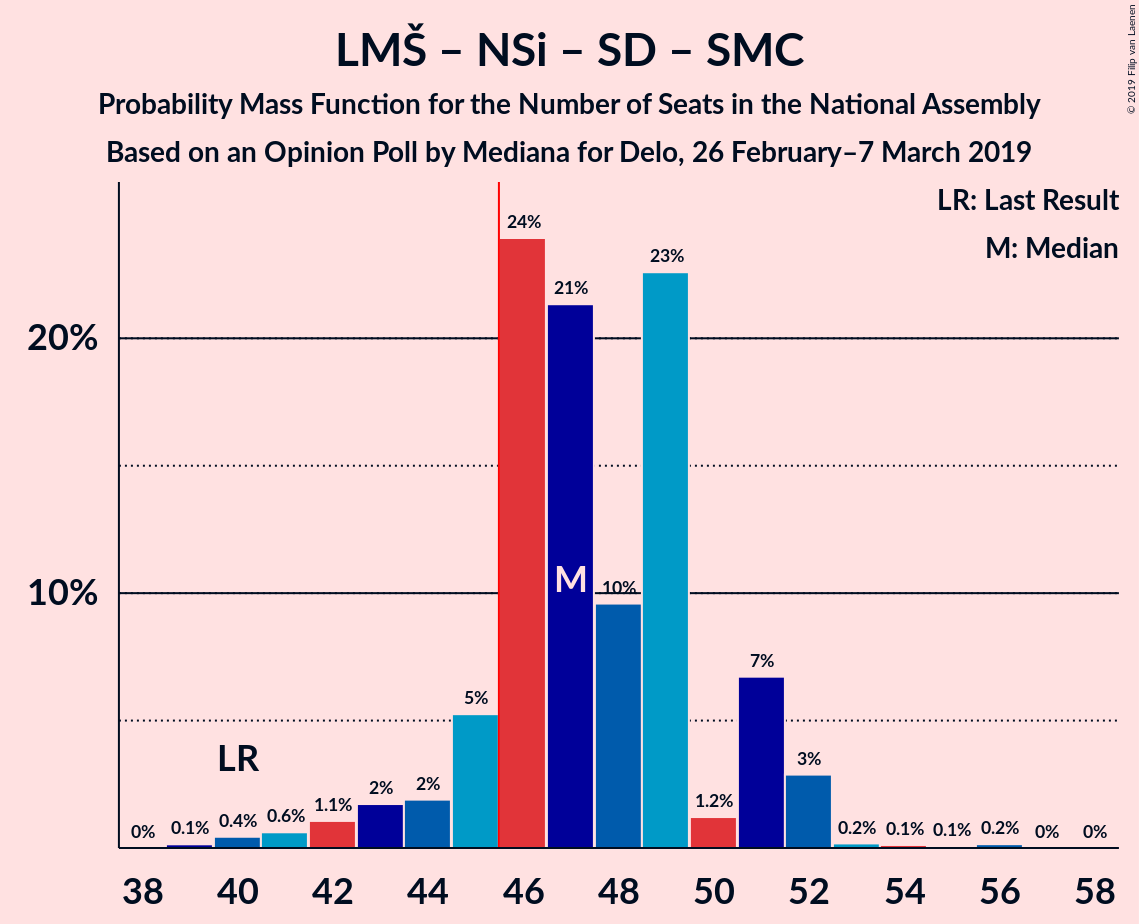 LMŠ – NSi – SD – SMC
Probability Mass Function for the Number of Seats in the National Assembly
Based on an Opinion Poll by Mediana for Delo, 26 February–7 March 2019
© 2019 Filip van Laenen
LR: Last Result
M: Median
20%
10%
0% 0.1% 0.4% 0.6% 1.1% 2% 2% 5% 24% 21% 10% 23% 1.2% 7% 3% 0.2% 0.1% 0.1% 0.2% 0% 0%
LR
M
38 40 42 44 46 48 50 52 54 56 58